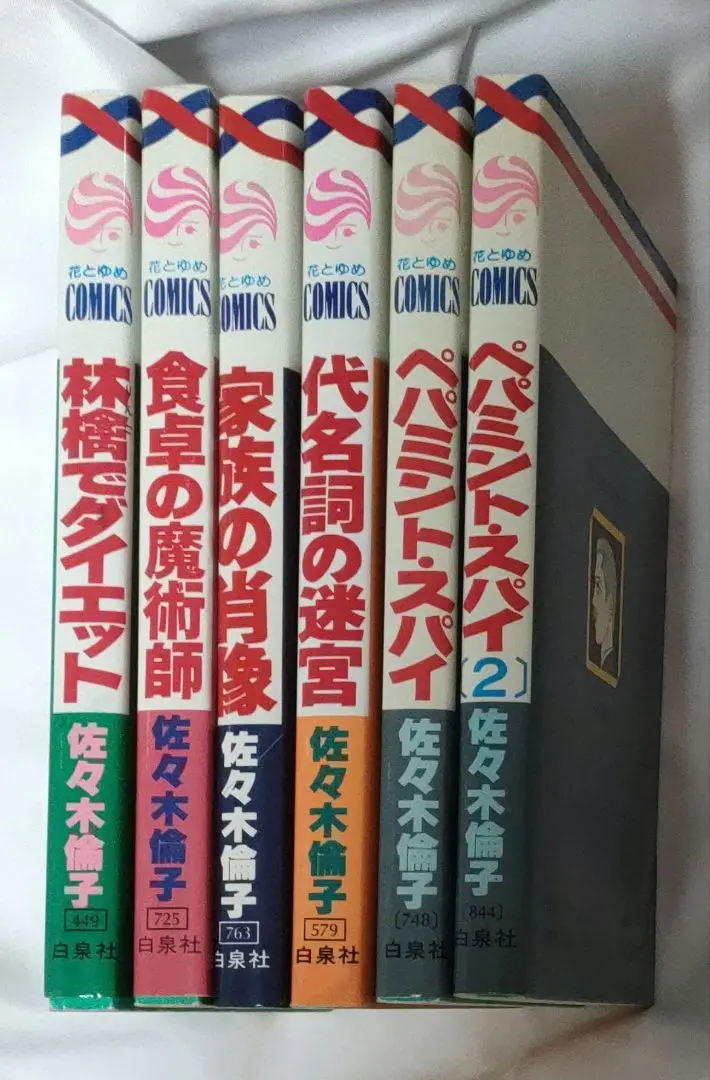 花とゆめ
COMICS
林檎でダイエット
りんご
佐々木倫子
449
白泉社
花とゆめ
COMICS
食卓の魔術師
佐々木倫子
725
白泉社
花とゆめ
COMICS
家族の肖像
佐々木倫子
763
白泉社
花とゆめ
COMICS
代名詞の迷宮
佐々木倫子
579
白泉社
花とゆめ
COMICS
ペパミント・スパイ
佐々木倫子
〔748〕
白泉社
花とゆめ
COMICS
ペパミント・スパイ
〔2〕
佐々木倫子
〔844〕
白泉社